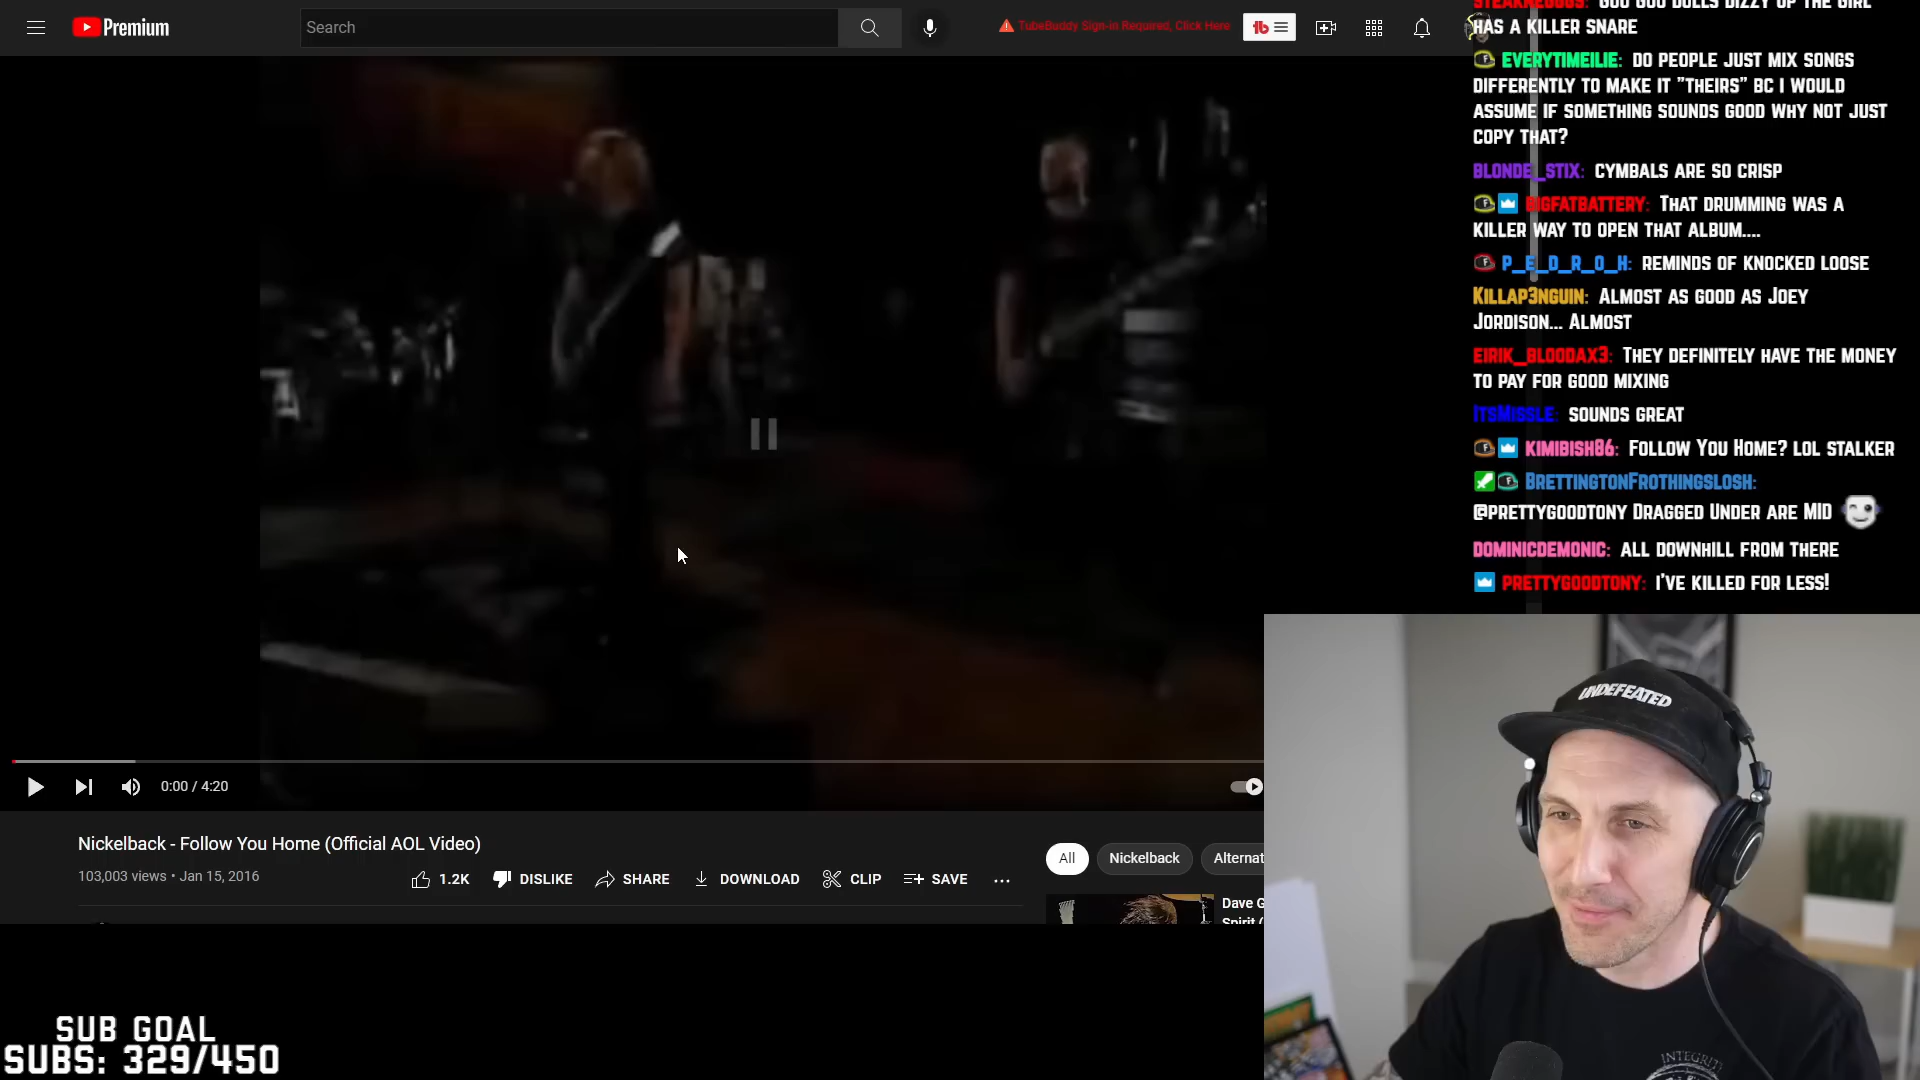 Premium
Search
TubeBuddy Sign-in Required, Click Here
tb
HAS A KILLER SNARE
EVERYTIMEILIE: DO PEOPLE JUST MIX SONGS
DIFFERENTLY TO MAKE IT "THEIRS" BC I WOULD
ASSUME IF SOMETHING SOUNDS GOOD WHY NOT JUST
COPY THAT?
BLONDE_STIX: CYMBALS ARE SO CRISP
BIGFATBATTERY: THAT DRUMMING WAS A
KILLER WAY TO OPEN THAT ALBUM....
P_E_D_R_O_H: REMINDS OF KNOCKED LOOSE
KILLAP3NGUIN: ALMOST AS GOOD AS JOEY
JORDISON... ALMOST
EIRIK_BLOODAX3: THEY DEFINITELY HAVE THE MONEY
TO PAY FOR GOOD MIXING
ITSMISSLE: SOUNDS GREAT
KIMIBISH86: FOLLOW YOU HOME? LOL STALKER
BRETTINGTONFROTHINGSLOSH:
@PRETTYGOODTONY DRAGGED UNDER ARE MID
DOMINICDEMONIC: ALL DOWNHILL FROM THERE
PRETTYGOODTONY: I'VE KILLED FOR LESS!
0:00 / 4:20
Nickelback - Follow You Home (Official AOL Video)
103,003 views • Jan 15, 2016
1.2K DISLIKE SHARE DOWNLOAD CLIP SAVE
All Nickelback Alternat
Dave G
Spirit (
UNDEFEATED
INTEGRIT
SUB GOAL
SUBS: 329/450